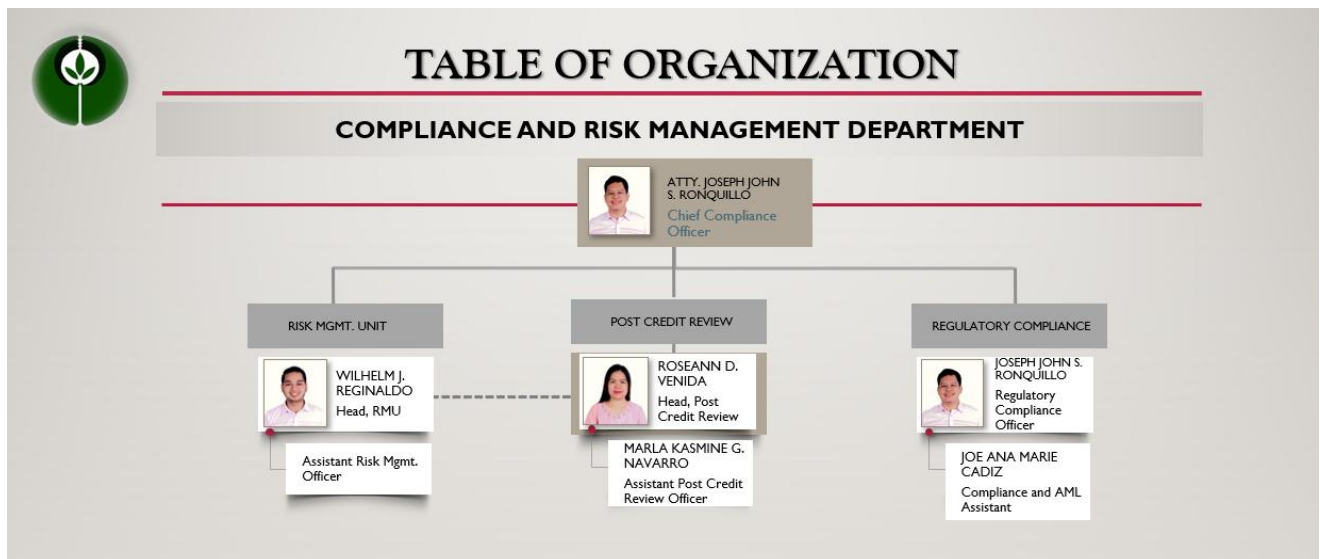 TABLE OF ORGANIZATION
COMPLIANCE AND RISK MANAGEMENT DEPARTMENT
ATTY. JOSEPH JOHN
S. RONQUILLO
Chief Compliance
Officer
RISK MGMT. UNIT
WILHELM J.
REGINALDO
Head, RMU
Assistant Risk Mgmt.
Officer
POST CREDIT REVIEW
ROSEANN D.
VENIDA
Head, Post
Credit Review
MARLA KASMINE G.
NAVARRO
Assistant Post Credit
Review Officer
REGULATORY COMPLIANCE
JOSEPH JOHN S.
RONQUILLO
Regulatory
Compliance
Officer
JOE ANA MARIE
CADIZ
Compliance and AML
Assistant